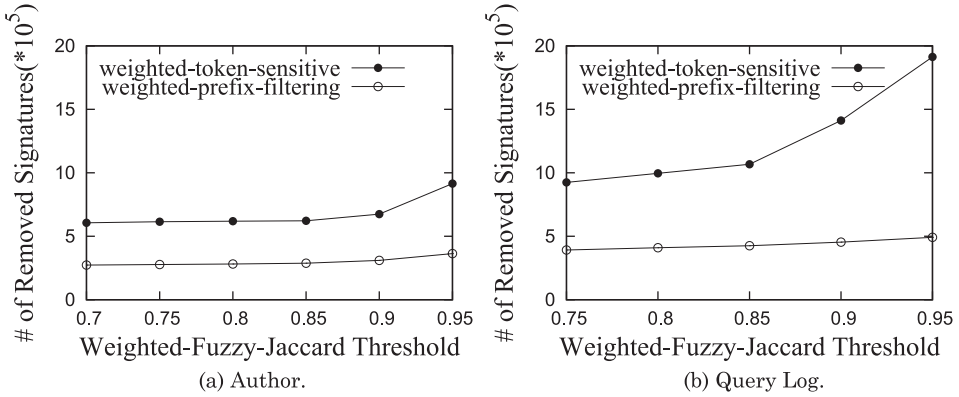 # of Removed Signatures(*10^5)
20
15
10
5
0
weighted-token-sensitive
weighted-prefix-filtering
0.7 0.75 0.8 0.85 0.9 0.95
Weighted-Fuzzy-Jaccard Threshold
(a) Author.
# of Removed Signatures(*10^5)
20
15
10
5
0
weighted-token-sensitive
weighted-prefix-filtering
0.75 0.8 0.85 0.9 0.95
Weighted-Fuzzy-Jaccard Threshold
(b) Query Log.